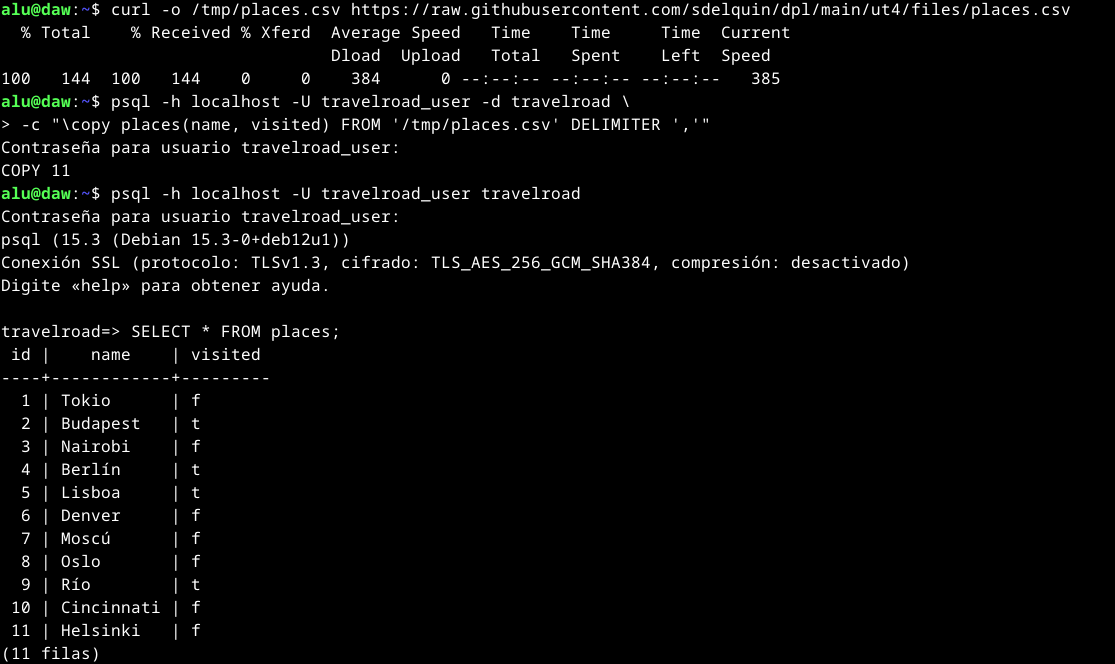 alu@daw:~$ curl -o /tmp/places.csv https://raw.githubusercontent.com/sdelquin/dpl/main/ut4/files/places.csv
  % Total    % Received % Xferd  Average Speed   Time    Time     Time  Current
                                 Dload  Upload   Total   Spent    Left  Speed
100   144  100   144    0     0    384      0 --:--:-- --:--:-- --:--:--   385
alu@daw:~$ psql -h localhost -U travelroad_user -d travelroad \
> -c "\copy places(name, visited) FROM '/tmp/places.csv' DELIMITER ','"
Contraseña para usuario travelroad_user:
COPY 11
alu@daw:~$ psql -h localhost -U travelroad_user travelroad
Contraseña para usuario travelroad_user:
psql (15.3 (Debian 15.3-0+deb12u1))
Conexión SSL (protocolo: TLSv1.3, cifrado: TLS_AES_256_GCM_SHA384, compresión: desactivado)
Digite «help» para obtener ayuda.

travelroad=> SELECT * FROM places;
 id |    name    | visited
----+------------+---------
  1 | Tokio      | f
  2 | Budapest   | t
  3 | Nairobi    | f
  4 | Berlín     | t
  5 | Lisboa     | t
  6 | Denver     | f
  7 | Moscú      | f
  8 | Oslo       | f
  9 | Río        | t
 10 | Cincinnati | f
 11 | Helsinki   | f
(11 filas)